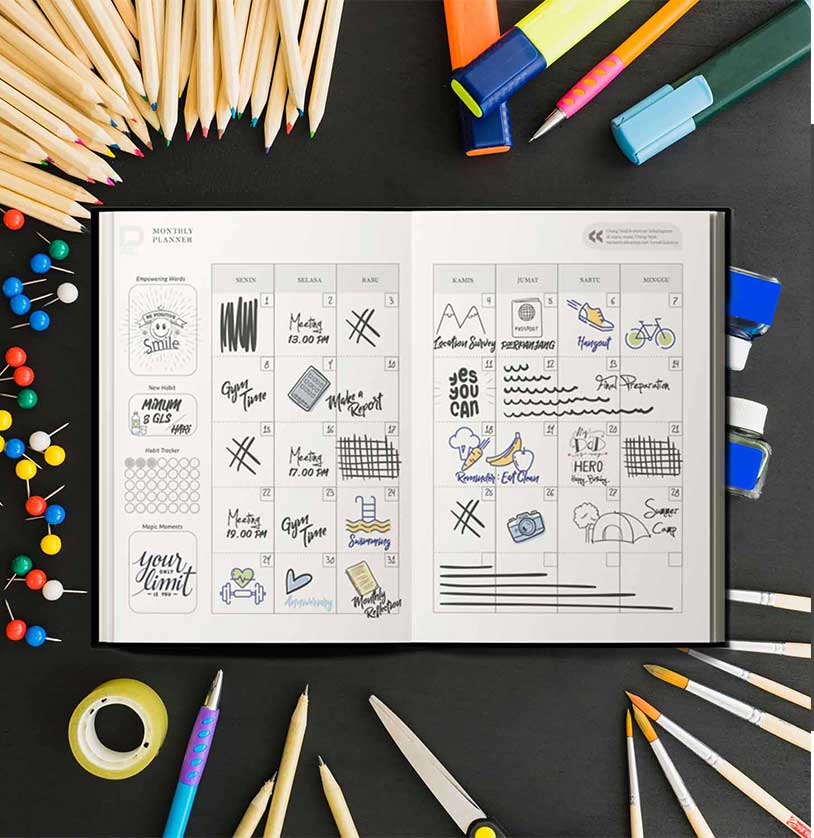 MONTHLY
PLANNER
Empowering Words
BE POSITIVE
Smile
New Habit
MINUM
8 GLS
/HARI
Habit Tracker
Magic Moments
your
ONLY
limit
IS YOU
SENIN SELASA RABU
1 2 3
Meeting
13.00 PM
8 9 10
Gym
Time
Make a
Report
15 16 17
Meeting
17.00 PM
22 23 24
Meeting
19.00 PM
Gym
Time
Swimming
29 30 31
Anniversary
Monthly
Reflection
KAMIS JUMAT SABTU MINGGU
4 5 6 7
PASSPORT
Location Survey
PERPANJANG
Hangout
11 14
YES
YOU
CAN
Final Preparation
18 19 20 21
Reminder: Eat Clean
My
DAD
HERO
Happy Birthday
25 26 27 28
Summer
Camp